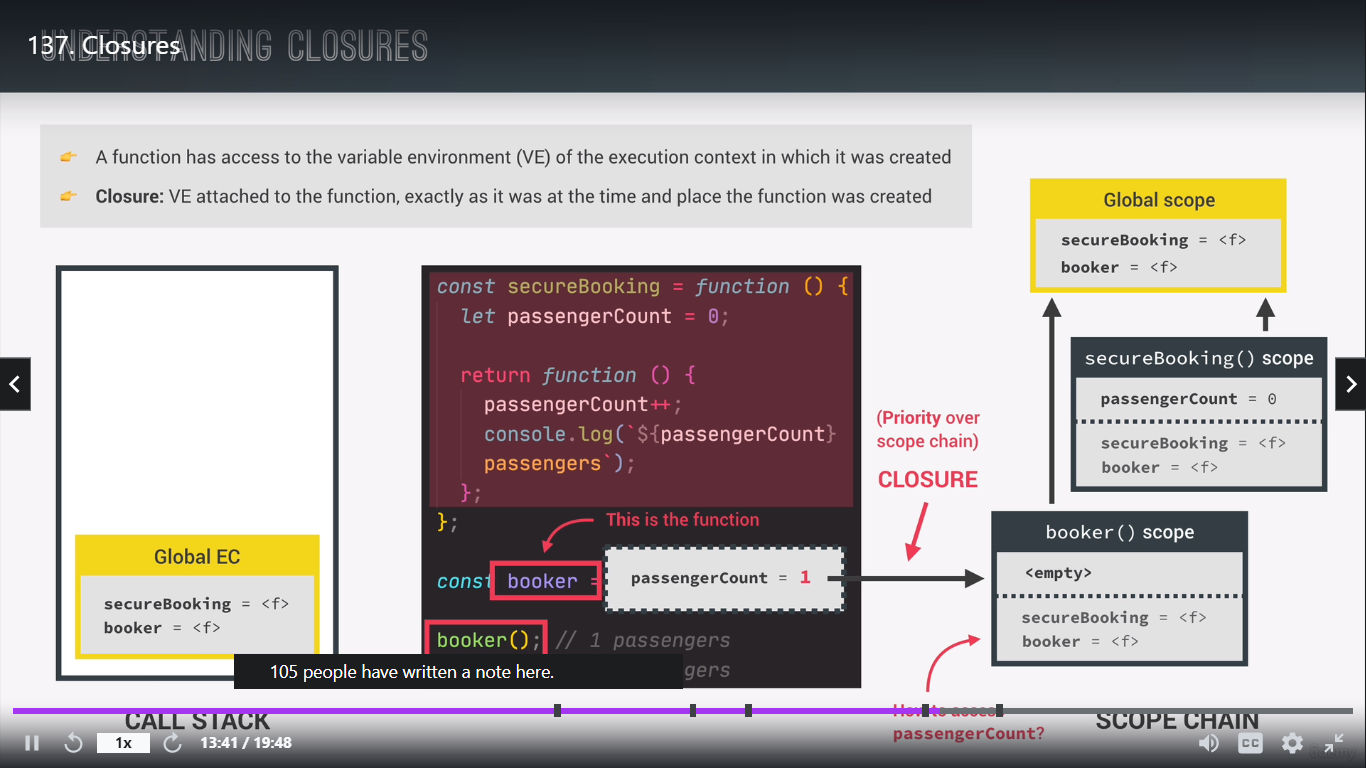 UNDERSTANDING CLOSURES
137. Closures
A function has access to the variable environment (VE) of the execution context in which it was created
Closure: VE attached to the function, exactly as it was at the time and place the function was created
Global EC
secureBooking = <f>
booker = <f>
CALL STACK
const secureBooking = function () {
let passengerCount = 0;
return function () {
passengerCount++;
console.log(`${passengerCount}
passengers`);
};
};
This is the function
const booker =
passengerCount = 1
booker(); // 1 passengers
gers
105 people have written a note here.
(Priority over
scope chain)
CLOSURE
Global scope
secureBooking = <f>
booker = <f>
secureBooking() scope
passengerCount = 0
secureBooking = <f>
booker = <f>
booker() scope
<empty>
secureBooking = <f>
booker = <f>
How to access
passengerCount?
SCOPE CHAIN
1x
13:41 / 19:48
CC